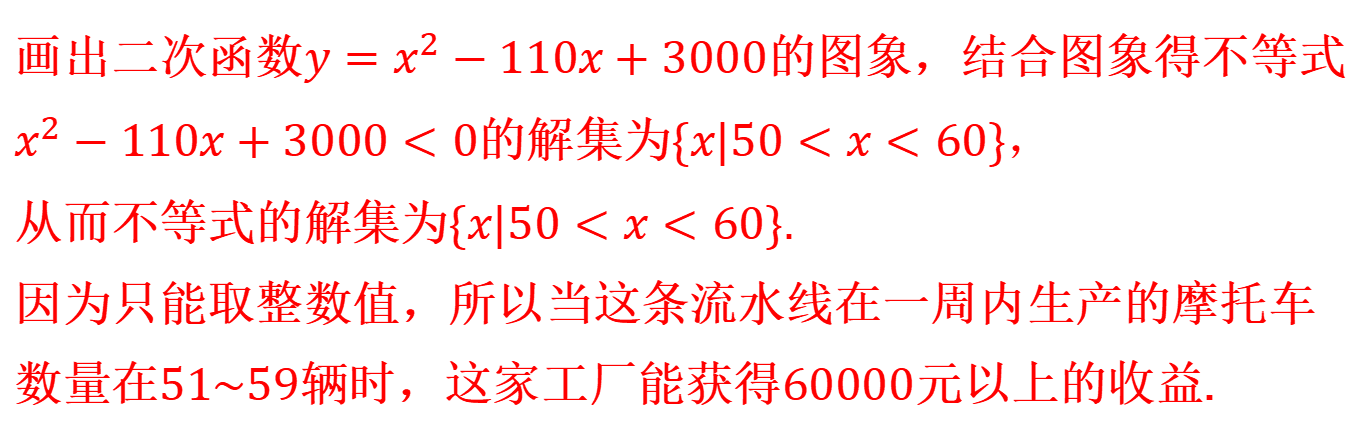 画出二次函数y = x² − 110x + 3000的图象，结合图象得不等式
x² − 110x + 3000 < 0的解集为{x|50 < x < 60}，
从而不等式的解集为{x|50 < x < 60}.
因为只能取整数值，所以当这条流水线在一周内生产的摩托车
数量在51~59辆时，这家工厂能获得60000元以上的收益.